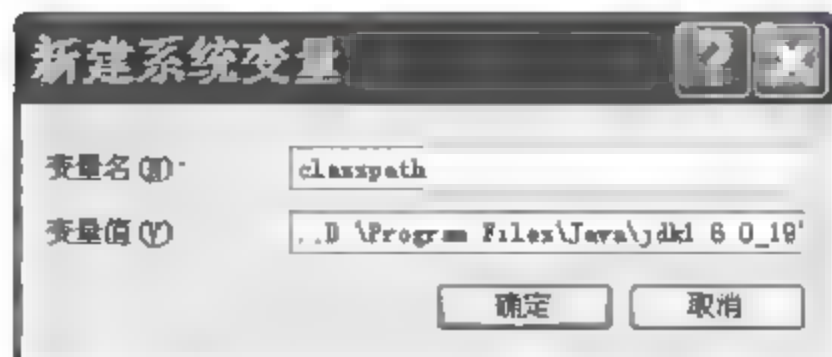 新建系统变量
变量名(N):
classpath
变量值(V)
.;D:\Program Files\Java\jdk1.6.0_19\
确定
取消